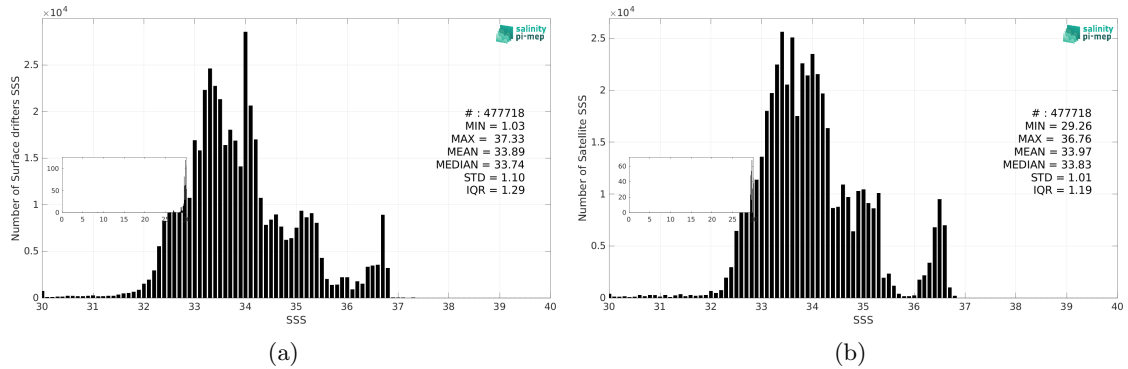 ×10⁴
3
2.5
2
1.5
1
0.5
0
Number of Surface drifters SSS
salinity
pi-mep
# : 477718
MIN = 1.03
MAX = 37.33
MEAN = 33.89
MEDIAN = 33.74
STD = 1.10
IQR = 1.29
100
50
0
0 5 10 15 20 25
30 31 32 33 34 35 36 37 38 39 40
SSS
(a)
×10⁴
2.5
2
1.5
1
0.5
0
Number of Satellite SSS
salinity
pi-mep
# : 477718
MIN = 29.26
MAX = 36.76
MEAN = 33.97
MEDIAN = 33.83
STD = 1.01
IQR = 1.19
60
40
20
0
0 5 10 15 20 25
30 31 32 33 34 35 36 37 38 39 40
SSS
(b)